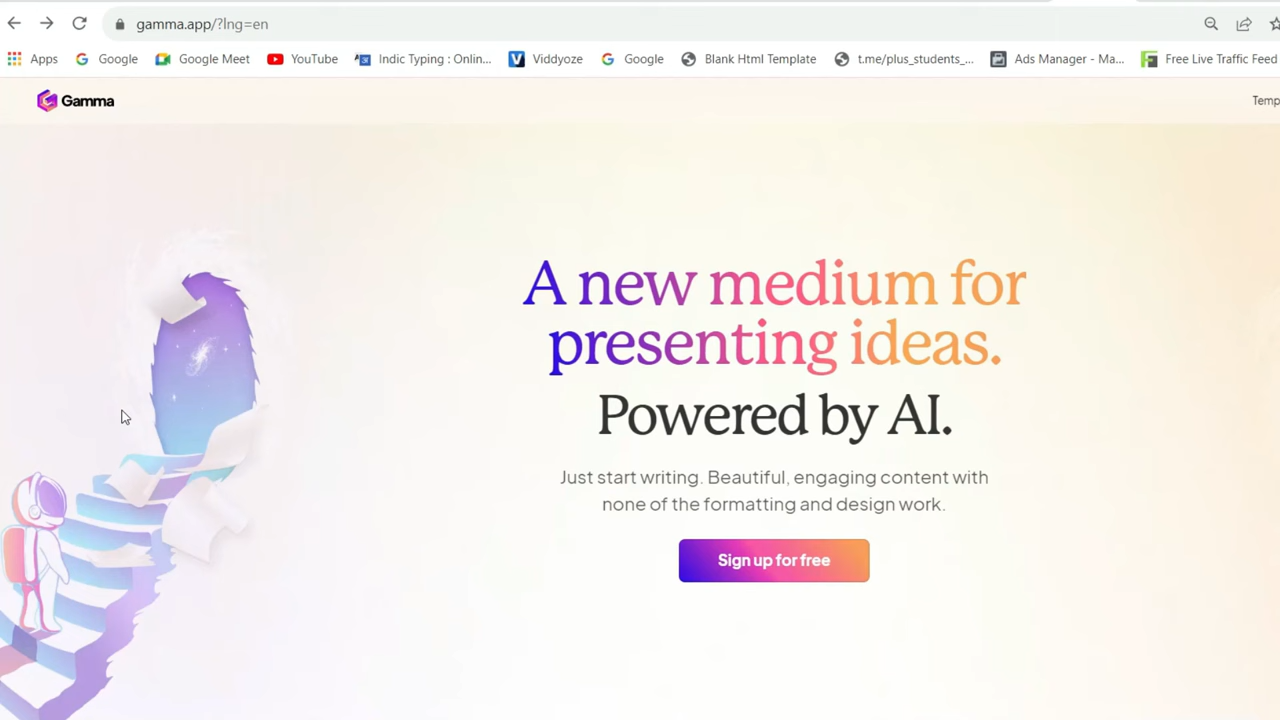 gamma.app/?lng=en
Apps Google Google Meet YouTube Indic Typing : Onlin... Viddyoze Google Blank Html Template t.me/plus_students_... Ads Manager - Ma... Free Live Traffic Feed
Gamma
Temp
A new medium for
presenting ideas.
Powered by AI.
Just start writing. Beautiful, engaging content with
none of the formatting and design work.
Sign up for free